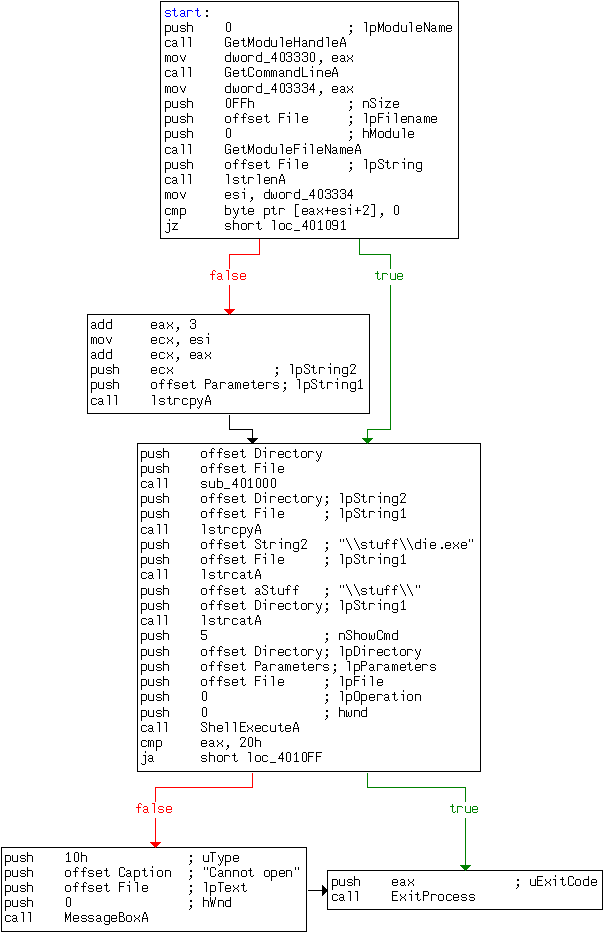 start:
push 0 ; lpModuleName
call GetModuleHandleA
mov dword_403330, eax
call GetCommandLineA
mov dword_403334, eax
push 0FFh ; nSize
push offset File ; lpFilename
push 0 ; hModule
call GetModuleFileNameA
push offset File ; lpString
call lstrlenA
mov esi, dword_403334
cmp byte ptr [eax+esi+2], 0
jz short loc_401091
false
true
add eax, 3
mov ecx, esi
add ecx, eax
push ecx ; lpString2
push offset Parameters; lpString1
call lstrcpyA
push offset Directory
push offset File
call sub_401000
push offset Directory; lpString2
push offset File ; lpString1
call lstrcpyA
push offset String2 ; "\\stuff\\die.exe"
push offset File ; lpString1
call lstrcatA
push offset aStuff ; "\\stuff\\"
push offset Directory; lpString1
call lstrcatA
push 5 ; nShowCmd
push offset Directory; lpDirectory
push offset Parameters; lpParameters
push offset File ; lpFile
push 0 ; lpOperation
push 0 ; hwnd
call ShellExecuteA
cmp eax, 20h
ja short loc_4010FF
false
true
push 10h ; uType
push offset Caption ; "Cannot open"
push offset File ; lpText
push 0 ; hWnd
call MessageBoxA
push eax ; uExitCode
call ExitProcess